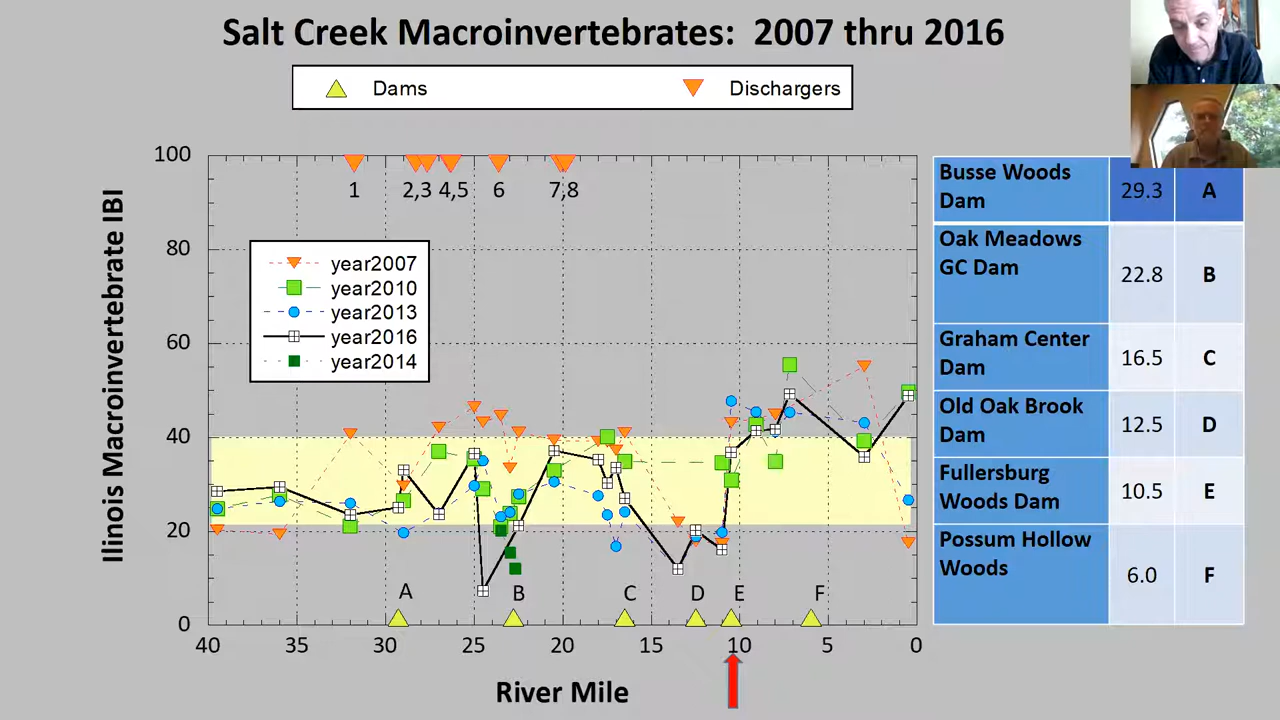 Salt Creek Macroinvertebrates: 2007 thru 2016
Dams
Dischargers
Ilinois Macroinvertebrate IBI
100
80
60
40
20
0
1
2,3
4,5
6
7,8
year2007
year2010
year2013
year2016
year2014
A
B
C
D
E
F
40
35
30
25
20
15
10
5
0
River Mile
Busse Woods
Dam
29.3
A
Oak Meadows
GC Dam
22.8
B
Graham Center
Dam
16.5
C
Old Oak Brook
Dam
12.5
D
Fullersburg
Woods Dam
10.5
E
Possum Hollow
Woods
6.0
F